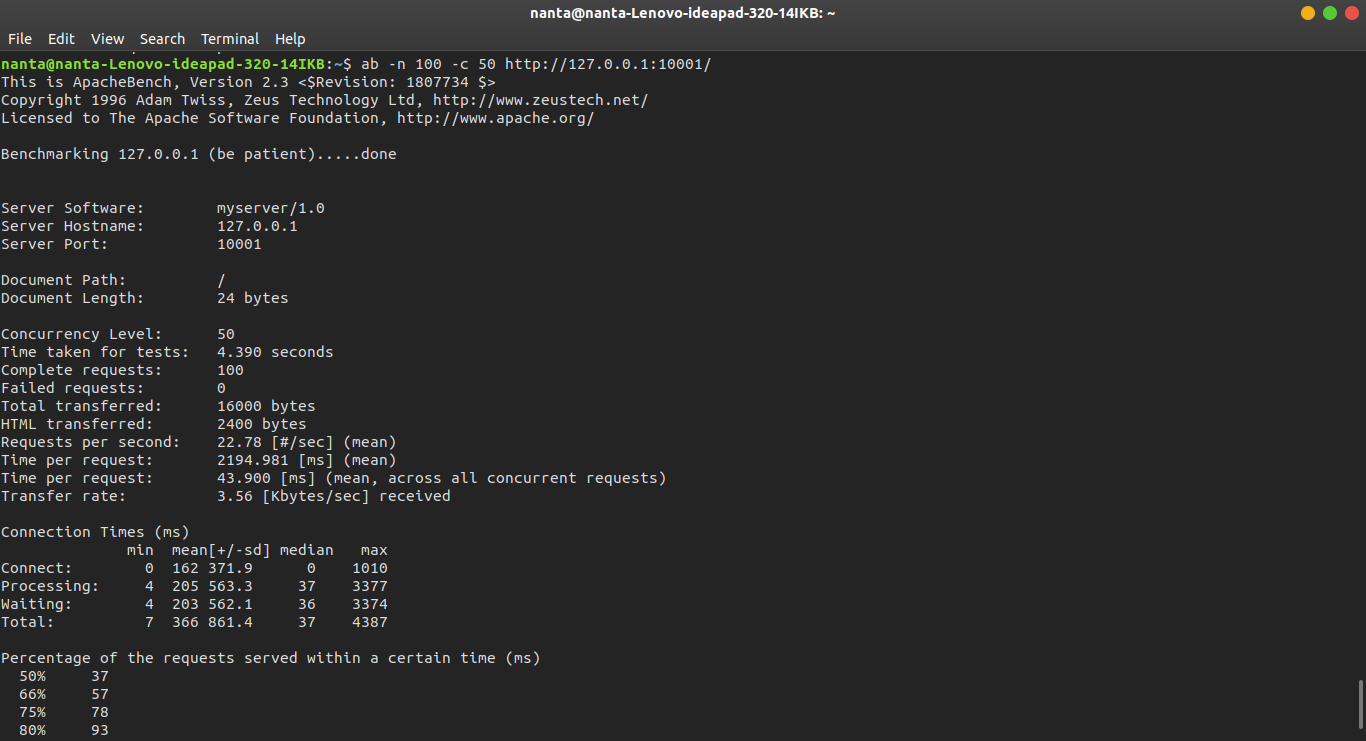 nanta@nanta-Lenovo-ideapad-320-14IKB: ~
File Edit View Search Terminal Help
nanta@nanta-Lenovo-ideapad-320-14IKB:~$ ab -n 100 -c 50 http://127.0.0.1:10001/
This is ApacheBench, Version 2.3 <$Revision: 1807734 $>
Copyright 1996 Adam Twiss, Zeus Technology Ltd, http://www.zeustech.net/
Licensed to The Apache Software Foundation, http://www.apache.org/

Benchmarking 127.0.0.1 (be patient).....done


Server Software:        myserver/1.0
Server Hostname:        127.0.0.1
Server Port:            10001

Document Path:          /
Document Length:        24 bytes

Concurrency Level:      50
Time taken for tests:   4.390 seconds
Complete requests:      100
Failed requests:        0
Total transferred:      16000 bytes
HTML transferred:       2400 bytes
Requests per second:    22.78 [#/sec] (mean)
Time per request:       2194.981 [ms] (mean)
Time per request:       43.900 [ms] (mean, across all concurrent requests)
Transfer rate:          3.56 [Kbytes/sec] received

Connection Times (ms)
              min  mean[+/-sd] median   max
Connect:        0  162 371.9      0    1010
Processing:     4  205 563.3     37    3377
Waiting:        4  203 562.1     36    3374
Total:          7  366 861.4     37    4387

Percentage of the requests served within a certain time (ms)
  50%     37
  66%     57
  75%     78
  80%     93